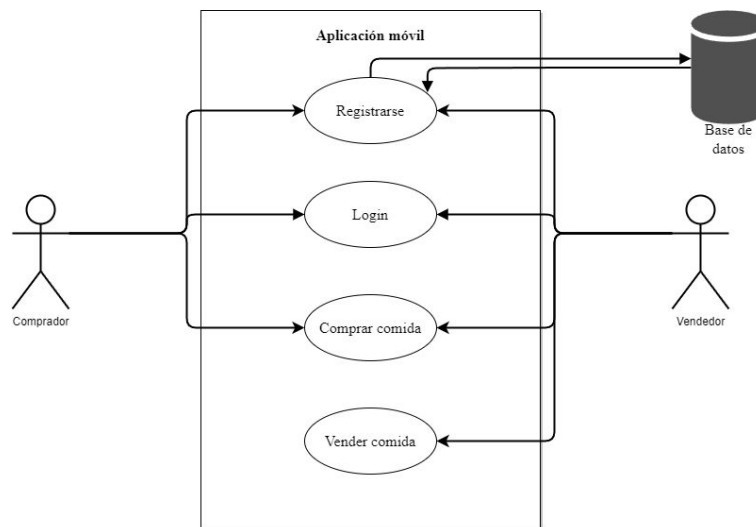 Aplicación móvil
Registrarse
Base de
datos
Login
Comprador
Vendedor
Comprar comida
Vender comida